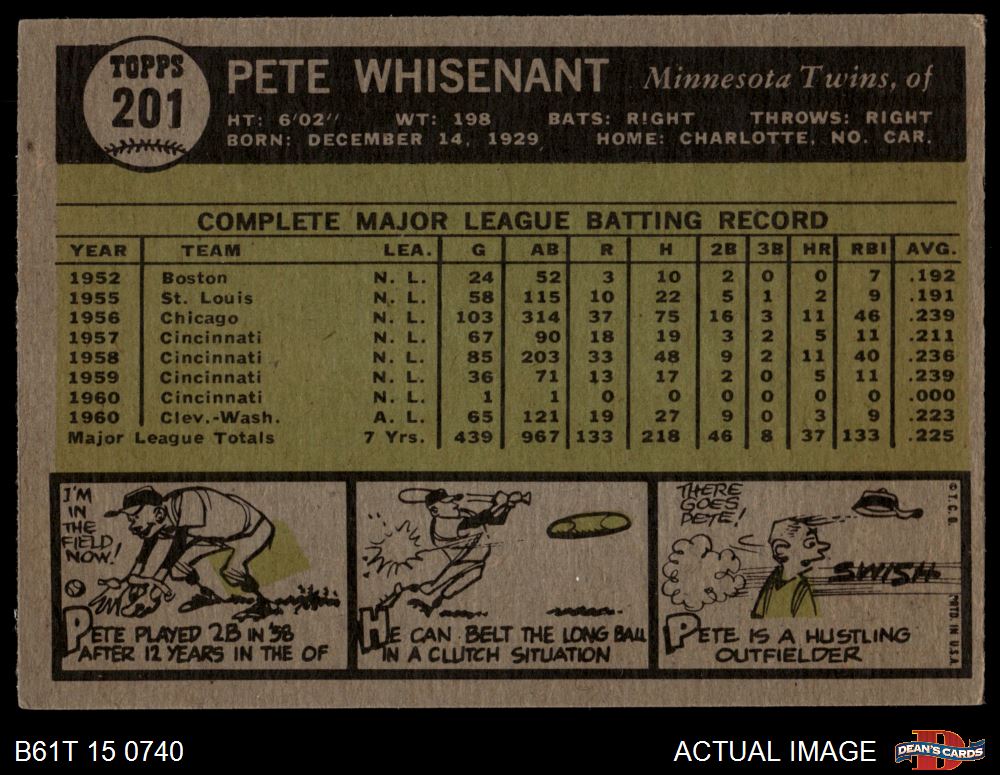 TOPPS
201
PETE WHISENANT Minnesota Twins, of
HT: 6'02" WT: 198 BATS: RIGHT THROWS: RIGHT
BORN: DECEMBER 14, 1929 HOME: CHARLOTTE, NO. CAR.
COMPLETE MAJOR LEAGUE BATTING RECORD
YEAR TEAM LEA. G AB R H 2B 3B HR RBI AVG.
1952 Boston N. L. 24 52 3 10 2 0 0 7 .192
1955 St. Louis N. L. 58 115 10 22 5 1 2 9 .191
1956 Chicago N. L. 103 314 37 75 16 3 11 46 .239
1957 Cincinnati N. L. 67 90 18 19 3 2 5 11 .211
1958 Cincinnati N. L. 85 203 33 48 9 2 11 40 .236
1959 Cincinnati N. L. 36 71 13 17 2 0 5 11 .239
1960 Cincinnati N. L. 1 1 0 0 0 0 0 0 .000
1960 Clev.-Wash. A. L. 65 121 19 27 9 0 3 9 .223
Major League Totals 7 Yrs. 439 967 133 218 46 8 37 133 .225
I'M
IN
THE
FIELD
NOW!
PETE PLAYED 2B IN '58
AFTER 12 YEARS IN THE OF
HE CAN BELT THE LONG BALL
IN A CLUTCH SITUATION
THERE
GOES
PETE!
SWISH
PETE IS A HUSTLING
OUTFIELDER
© T.C.G.
PRTD. IN U.S.A.
B61T 15 0740
ACTUAL IMAGE
DEAN'S CARDS